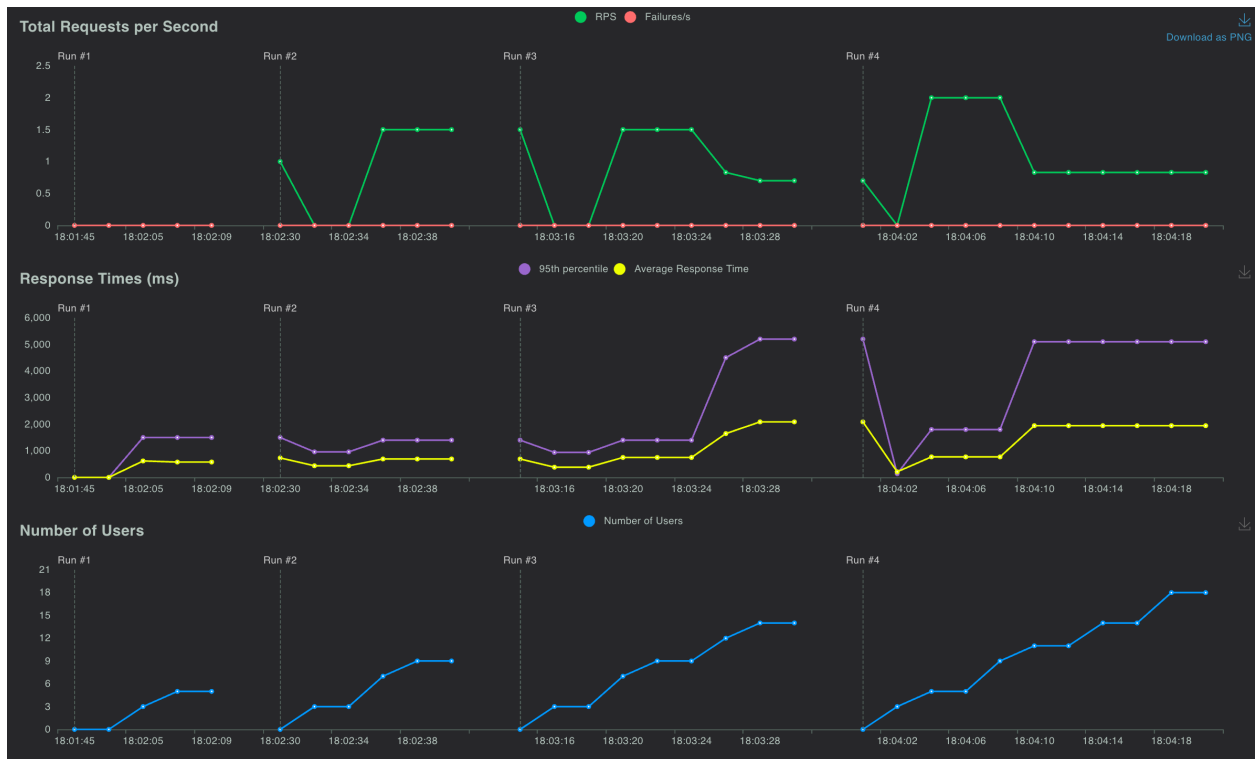 RPS Failures/s
Total Requests per Second
Download as PNG
Run #1 Run #2 Run #3 Run #4
2.5
2
1.5
1
0.5
0
18:01:45 18:02:05 18:02:09 18:02:30 18:02:34 18:02:38 18:03:16 18:03:20 18:03:24 18:03:28 18:04:02 18:04:06 18:04:10 18:04:14 18:04:18
95th percentile Average Response Time
Response Times (ms)
Run #1 Run #2 Run #3 Run #4
6,000
5,000
4,000
3,000
2,000
1,000
0
18:01:45 18:02:05 18:02:09 18:02:30 18:02:34 18:02:38 18:03:16 18:03:20 18:03:24 18:03:28 18:04:02 18:04:06 18:04:10 18:04:14 18:04:18
Number of Users
Number of Users
Run #1 Run #2 Run #3 Run #4
21
18
15
12
9
6
3
0
18:01:45 18:02:05 18:02:09 18:02:30 18:02:34 18:02:38 18:03:16 18:03:20 18:03:24 18:03:28 18:04:02 18:04:06 18:04:10 18:04:14 18:04:18